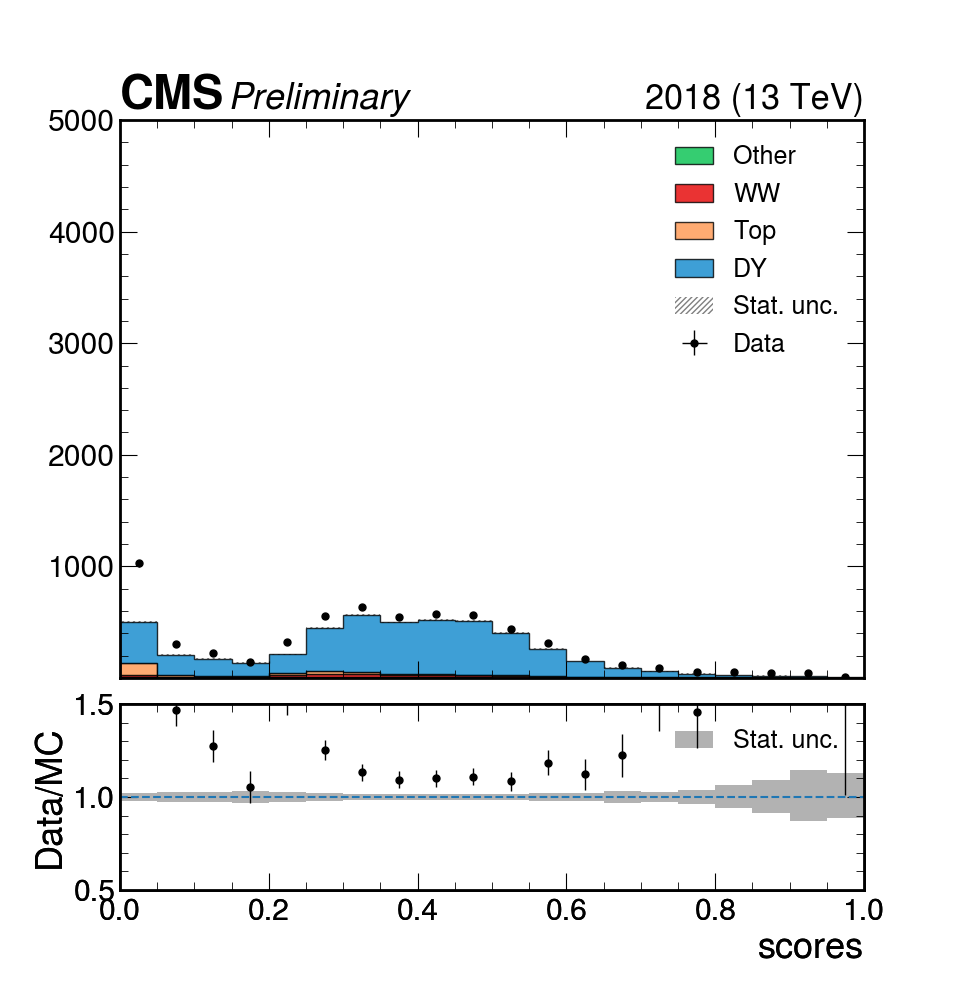 CMS Preliminary 2018 (13 TeV)
5000
4000
3000
2000
1000
Other
WW
Top
DY
Stat. unc.
Data
1.5
1.0
0.5
Data/MC
Stat. unc.
0.0 0.2 0.4 0.6 0.8 1.0
scores